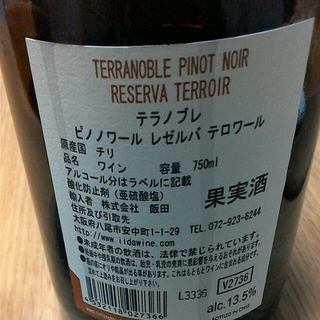 TERRANOBLE PINOT NOIR
RESERVA TERROIR
テラノブレ
ピノノワール レゼルバ テロワール
原産国 チリ
品名 ワイン 容量 750ml
アルコール分はラベルに記載
酸化防止剤(亜硫酸塩) 果実酒
輸入者 株式会社 飯田
住所及び引取先 TEL. 072-923-6244
大阪府八尾市安中町1-1-29
http://www.iidawine.com/
●未成年者の飲酒は、法律で禁じられています。
L3336 V2736
4532118027366 alc.13.5%